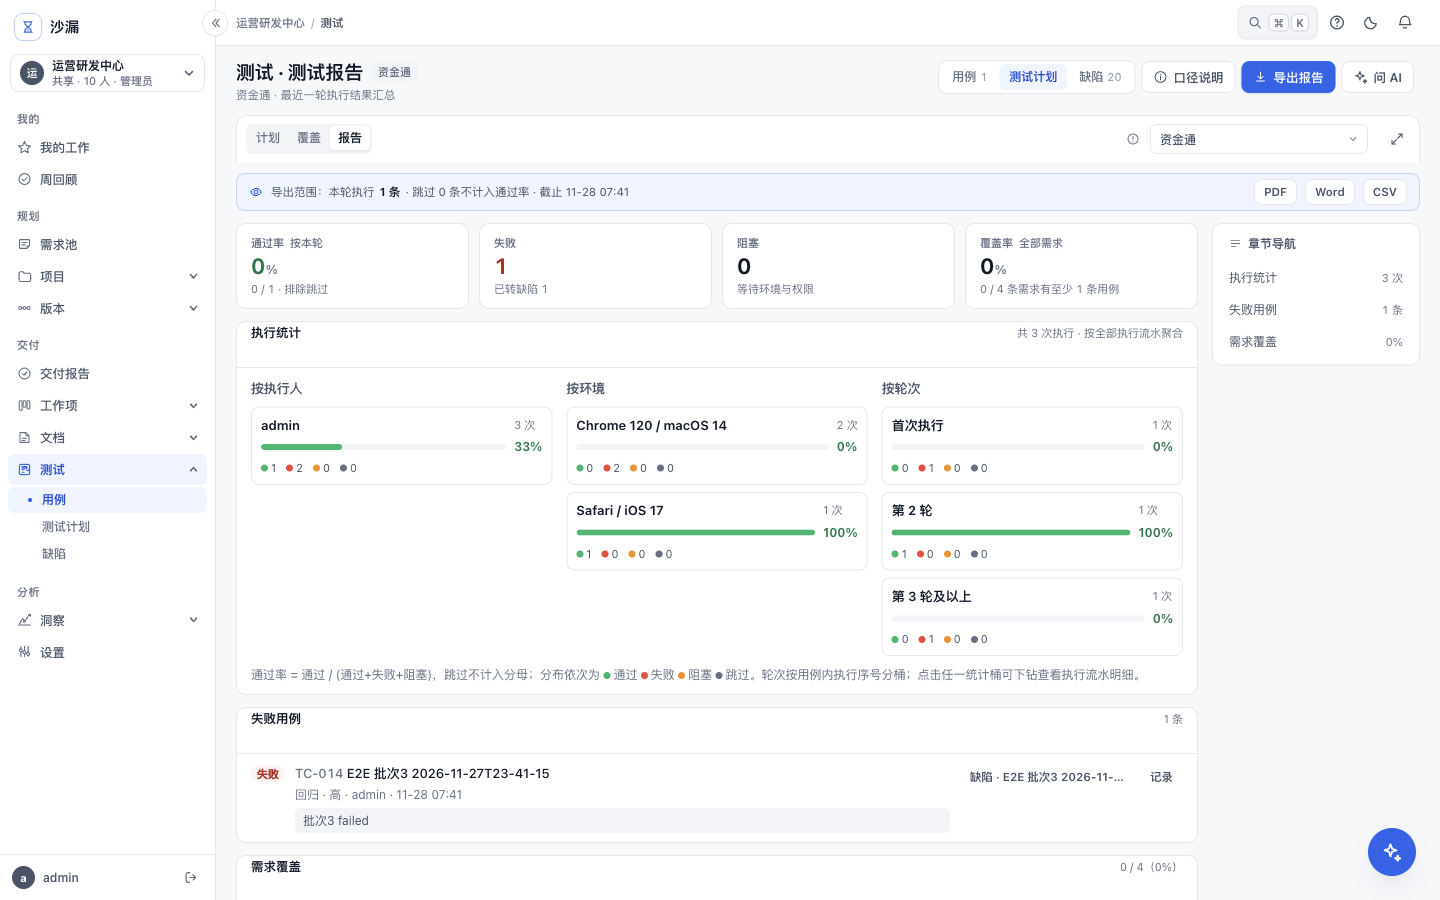 沙漏
运
运营研发中心
共享 · 10 人 · 管理员
我的
我的工作
周回顾
规划
需求池
项目
版本
交付
交付报告
工作项
文档
测试
用例
测试计划
缺陷
分析
洞察
设置
a
admin
运营研发中心 / 测试
⌘ K
测试 · 测试报告 资金通
资金通 · 最近一轮执行结果汇总
用例 1 测试计划 缺陷 20
口径说明
导出报告
问 AI
计划 覆盖 报告
资金通
导出范围：本轮执行 1 条 · 跳过 0 条不计入通过率 · 截止 11-28 07:41
PDF Word CSV
通过率 按本轮
0%
0 / 1 · 排除跳过
失败
1
已转缺陷 1
阻塞
0
等待环境与权限
覆盖率 全部需求
0%
0 / 4 条需求有至少 1 条用例
章节导航
执行统计 3 次
失败用例 1 条
需求覆盖 0%
执行统计 共 3 次执行 · 按全部执行流水聚合
按执行人
admin 3 次
33%
1 2 0 0
按环境
Chrome 120 / macOS 14 2 次
0%
0 2 0 0
Safari / iOS 17 1 次
100%
1 0 0 0
按轮次
首次执行 1 次
0%
0 1 0 0
第 2 轮 1 次
100%
1 0 0 0
第 3 轮及以上 1 次
0%
0 1 0 0
通过率 = 通过 / (通过+失败+阻塞)，跳过不计入分母；分布依次为 通过 失败 阻塞 跳过。轮次按用例内执行序号分桶；点击任一统计桶可下钻查看执行流水明细。
失败用例 1 条
失败 TC-014 E2E 批次3 2026-11-27T23-41-15
回归 · 高 · admin · 11-28 07:41
批次3 failed
缺陷 · E2E 批次3 2026-11-... 记录
需求覆盖 0 / 4（0%）